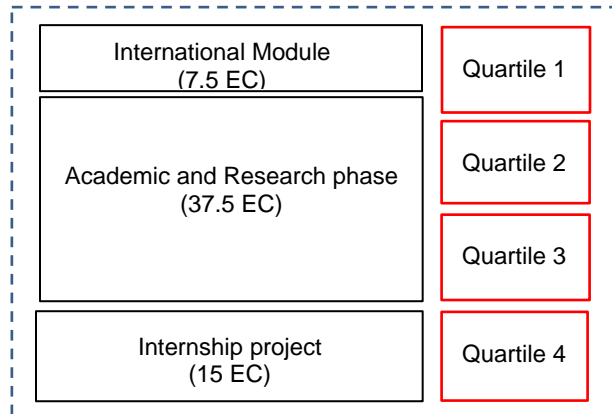 International Module
(7.5 EC)
Quartile 1
Academic and Research phase
(37.5 EC)
Quartile 2
Quartile 3
Internship project
(15 EC)
Quartile 4